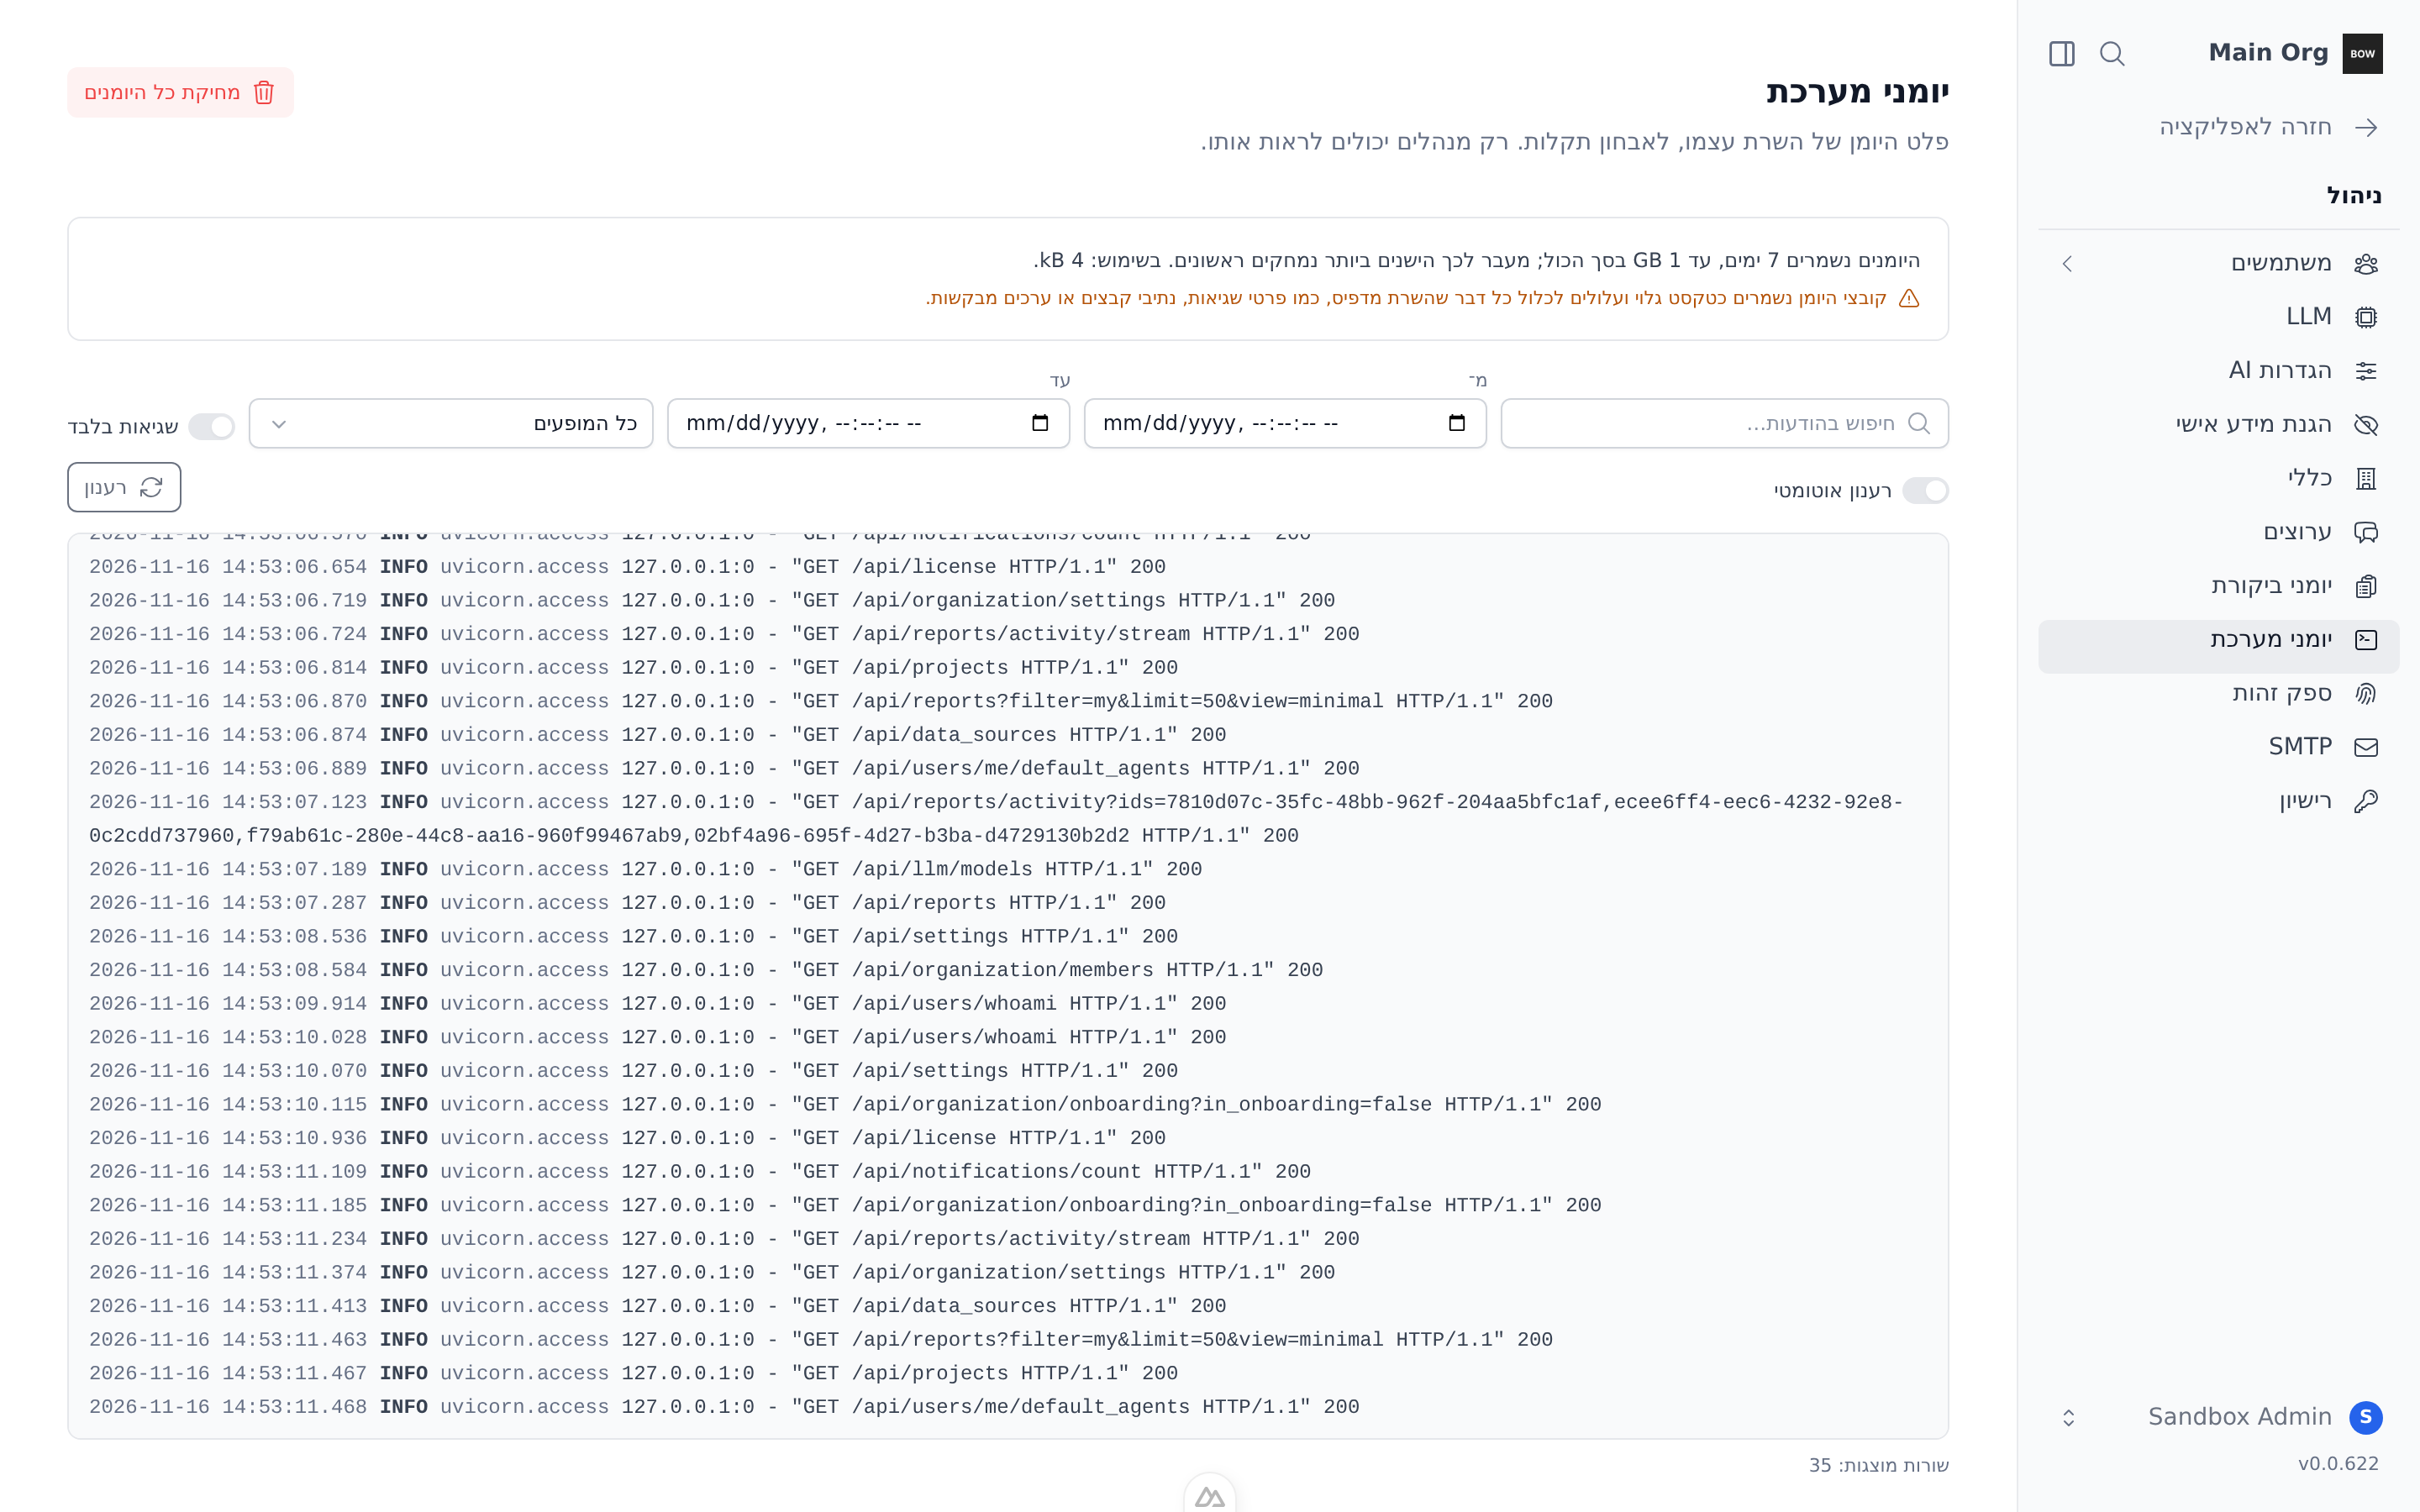 BOW Main Org
חזרה לאפליקציה
ניהול
משתמשים
LLM
הגדרות AI
הגנת מידע אישי
כללי
ערוצים
יומני ביקורת
יומני מערכת
ספק זהות
SMTP
רישיון
S Sandbox Admin
v0.0.622
יומני מערכת
מחיקת כל היומנים
פלט היומן של השרת עצמו, לאבחון תקלות. רק מנהלים יכולים לראות אותו.
היומנים נשמרים 7 ימים, עד 1 GB בסך הכול; מעבר לכך הישנים ביותר נמחקים ראשונים. בשימוש: 4 kB.
קובצי היומן נשמרים כטקסט גלוי ועלולים לכלול כל דבר שהשרת מדפיס, כמו פרטי שגיאות, נתיבי קבצים או ערכים מבקשות.
מ־
עד
חיפוש בהודעות...
mm/dd/yyyy, --:--:-- --
mm/dd/yyyy, --:--:-- --
כל המופעים
שגיאות בלבד
רענון אוטומטי
רענון
2026-11-16 14:53:06.570 INFO uvicorn.access 127.0.0.1:0 - "GET /api/notifications/count HTTP/1.1" 200
2026-11-16 14:53:06.654 INFO uvicorn.access 127.0.0.1:0 - "GET /api/license HTTP/1.1" 200
2026-11-16 14:53:06.719 INFO uvicorn.access 127.0.0.1:0 - "GET /api/organization/settings HTTP/1.1" 200
2026-11-16 14:53:06.724 INFO uvicorn.access 127.0.0.1:0 - "GET /api/reports/activity/stream HTTP/1.1" 200
2026-11-16 14:53:06.814 INFO uvicorn.access 127.0.0.1:0 - "GET /api/projects HTTP/1.1" 200
2026-11-16 14:53:06.870 INFO uvicorn.access 127.0.0.1:0 - "GET /api/reports?filter=my&limit=50&view=minimal HTTP/1.1" 200
2026-11-16 14:53:06.874 INFO uvicorn.access 127.0.0.1:0 - "GET /api/data_sources HTTP/1.1" 200
2026-11-16 14:53:06.889 INFO uvicorn.access 127.0.0.1:0 - "GET /api/users/me/default_agents HTTP/1.1" 200
2026-11-16 14:53:07.123 INFO uvicorn.access 127.0.0.1:0 - "GET /api/reports/activity?ids=7810d07c-35fc-48bb-962f-204aa5bfc1af,ecee6ff4-eec6-4232-92e8-
0c2cdd737960,f79ab61c-280e-44c8-aa16-960f99467ab9,02bf4a96-695f-4d27-b3ba-d4729130b2d2 HTTP/1.1" 200
2026-11-16 14:53:07.189 INFO uvicorn.access 127.0.0.1:0 - "GET /api/llm/models HTTP/1.1" 200
2026-11-16 14:53:07.287 INFO uvicorn.access 127.0.0.1:0 - "GET /api/reports HTTP/1.1" 200
2026-11-16 14:53:08.536 INFO uvicorn.access 127.0.0.1:0 - "GET /api/settings HTTP/1.1" 200
2026-11-16 14:53:08.584 INFO uvicorn.access 127.0.0.1:0 - "GET /api/organization/members HTTP/1.1" 200
2026-11-16 14:53:09.914 INFO uvicorn.access 127.0.0.1:0 - "GET /api/users/whoami HTTP/1.1" 200
2026-11-16 14:53:10.028 INFO uvicorn.access 127.0.0.1:0 - "GET /api/users/whoami HTTP/1.1" 200
2026-11-16 14:53:10.070 INFO uvicorn.access 127.0.0.1:0 - "GET /api/settings HTTP/1.1" 200
2026-11-16 14:53:10.115 INFO uvicorn.access 127.0.0.1:0 - "GET /api/organization/onboarding?in_onboarding=false HTTP/1.1" 200
2026-11-16 14:53:10.936 INFO uvicorn.access 127.0.0.1:0 - "GET /api/license HTTP/1.1" 200
2026-11-16 14:53:11.109 INFO uvicorn.access 127.0.0.1:0 - "GET /api/notifications/count HTTP/1.1" 200
2026-11-16 14:53:11.185 INFO uvicorn.access 127.0.0.1:0 - "GET /api/organization/onboarding?in_onboarding=false HTTP/1.1" 200
2026-11-16 14:53:11.234 INFO uvicorn.access 127.0.0.1:0 - "GET /api/reports/activity/stream HTTP/1.1" 200
2026-11-16 14:53:11.374 INFO uvicorn.access 127.0.0.1:0 - "GET /api/organization/settings HTTP/1.1" 200
2026-11-16 14:53:11.413 INFO uvicorn.access 127.0.0.1:0 - "GET /api/data_sources HTTP/1.1" 200
2026-11-16 14:53:11.463 INFO uvicorn.access 127.0.0.1:0 - "GET /api/reports?filter=my&limit=50&view=minimal HTTP/1.1" 200
2026-11-16 14:53:11.467 INFO uvicorn.access 127.0.0.1:0 - "GET /api/projects HTTP/1.1" 200
2026-11-16 14:53:11.468 INFO uvicorn.access 127.0.0.1:0 - "GET /api/users/me/default_agents HTTP/1.1" 200
שורות מוצגות: 35